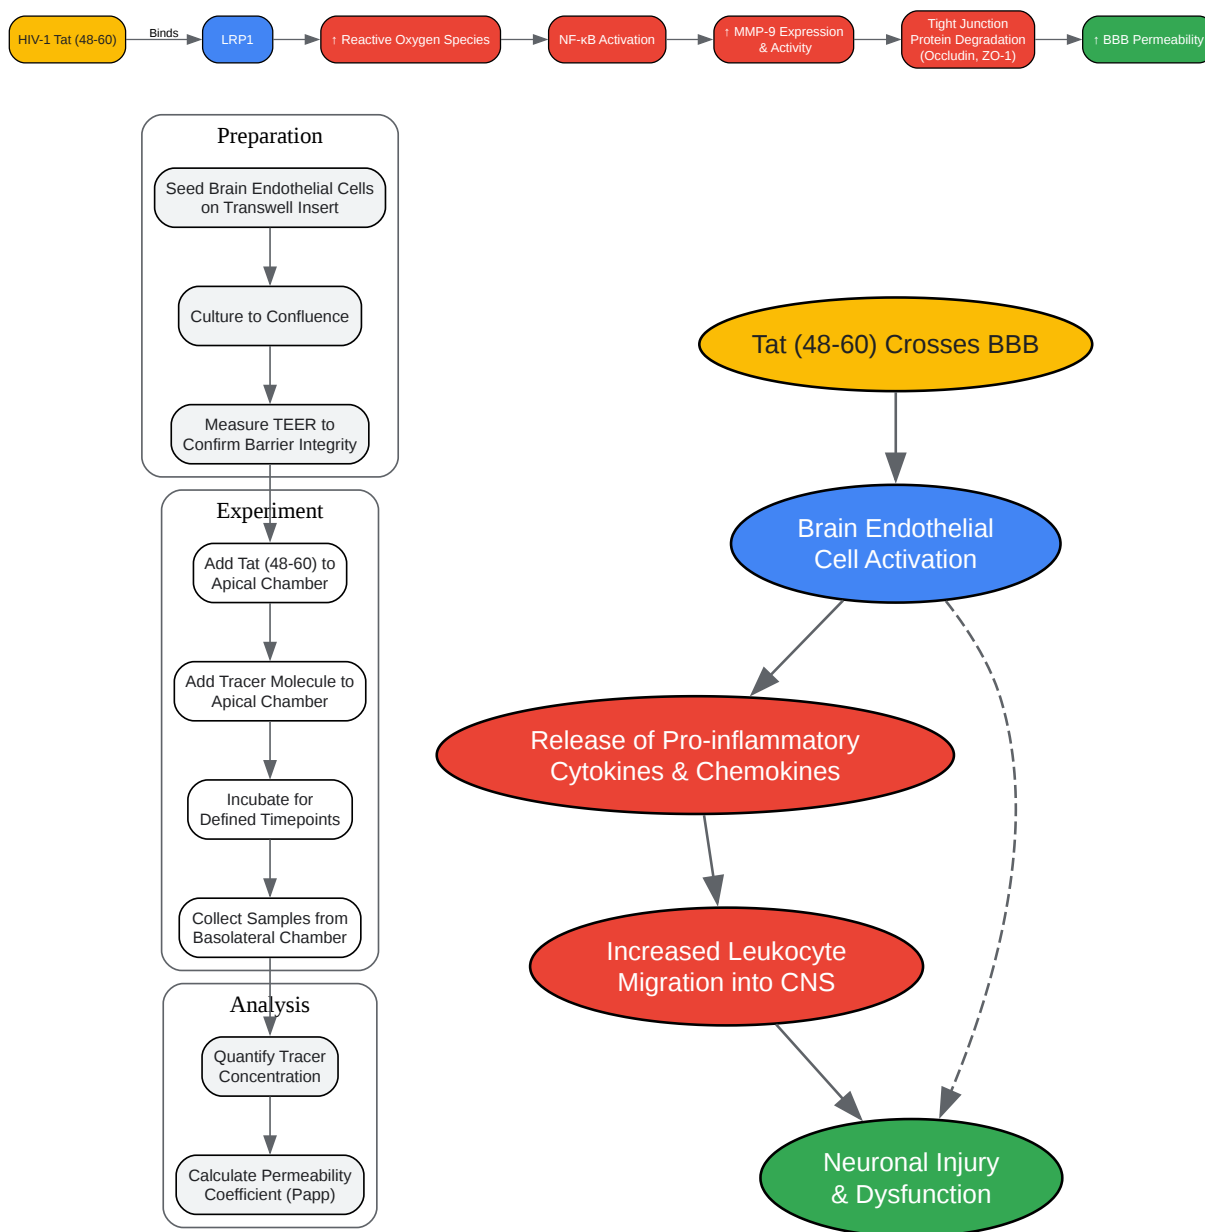 HIV-1 Tat (48-60)
Binds
LRP1
↑ Reactive Oxygen Species
NF-κB Activation
↑ MMP-9 Expression
& Activity
Tight Junction
Protein Degradation
(Occludin, ZO-1)
↑ BBB Permeability
Preparation
Seed Brain Endothelial Cells
on Transwell Insert
Culture to Confluence
Measure TEER to
Confirm Barrier Integrity
Experiment
Add Tat (48-60) to
Apical Chamber
Add Tracer Molecule to
Apical Chamber
Incubate for
Defined Timepoints
Collect Samples from
Basolateral Chamber
Analysis
Quantify Tracer
Concentration
Calculate Permeability
Coefficient (Papp)
Tat (48-60) Crosses BBB
Brain Endothelial
Cell Activation
Release of Pro-inflammatory
Cytokines & Chemokines
Increased Leukocyte
Migration into CNS
Neuronal Injury
& Dysfunction